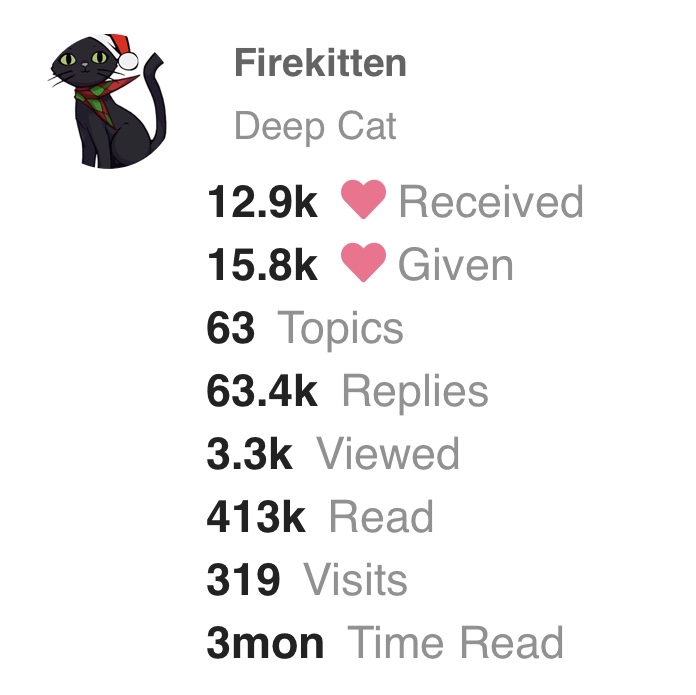 Firekitten
Deep Cat
12.9k Received
15.8k Given
63 Topics
63.4k Replies
3.3k Viewed
413k Read
319 Visits
3mon Time Read